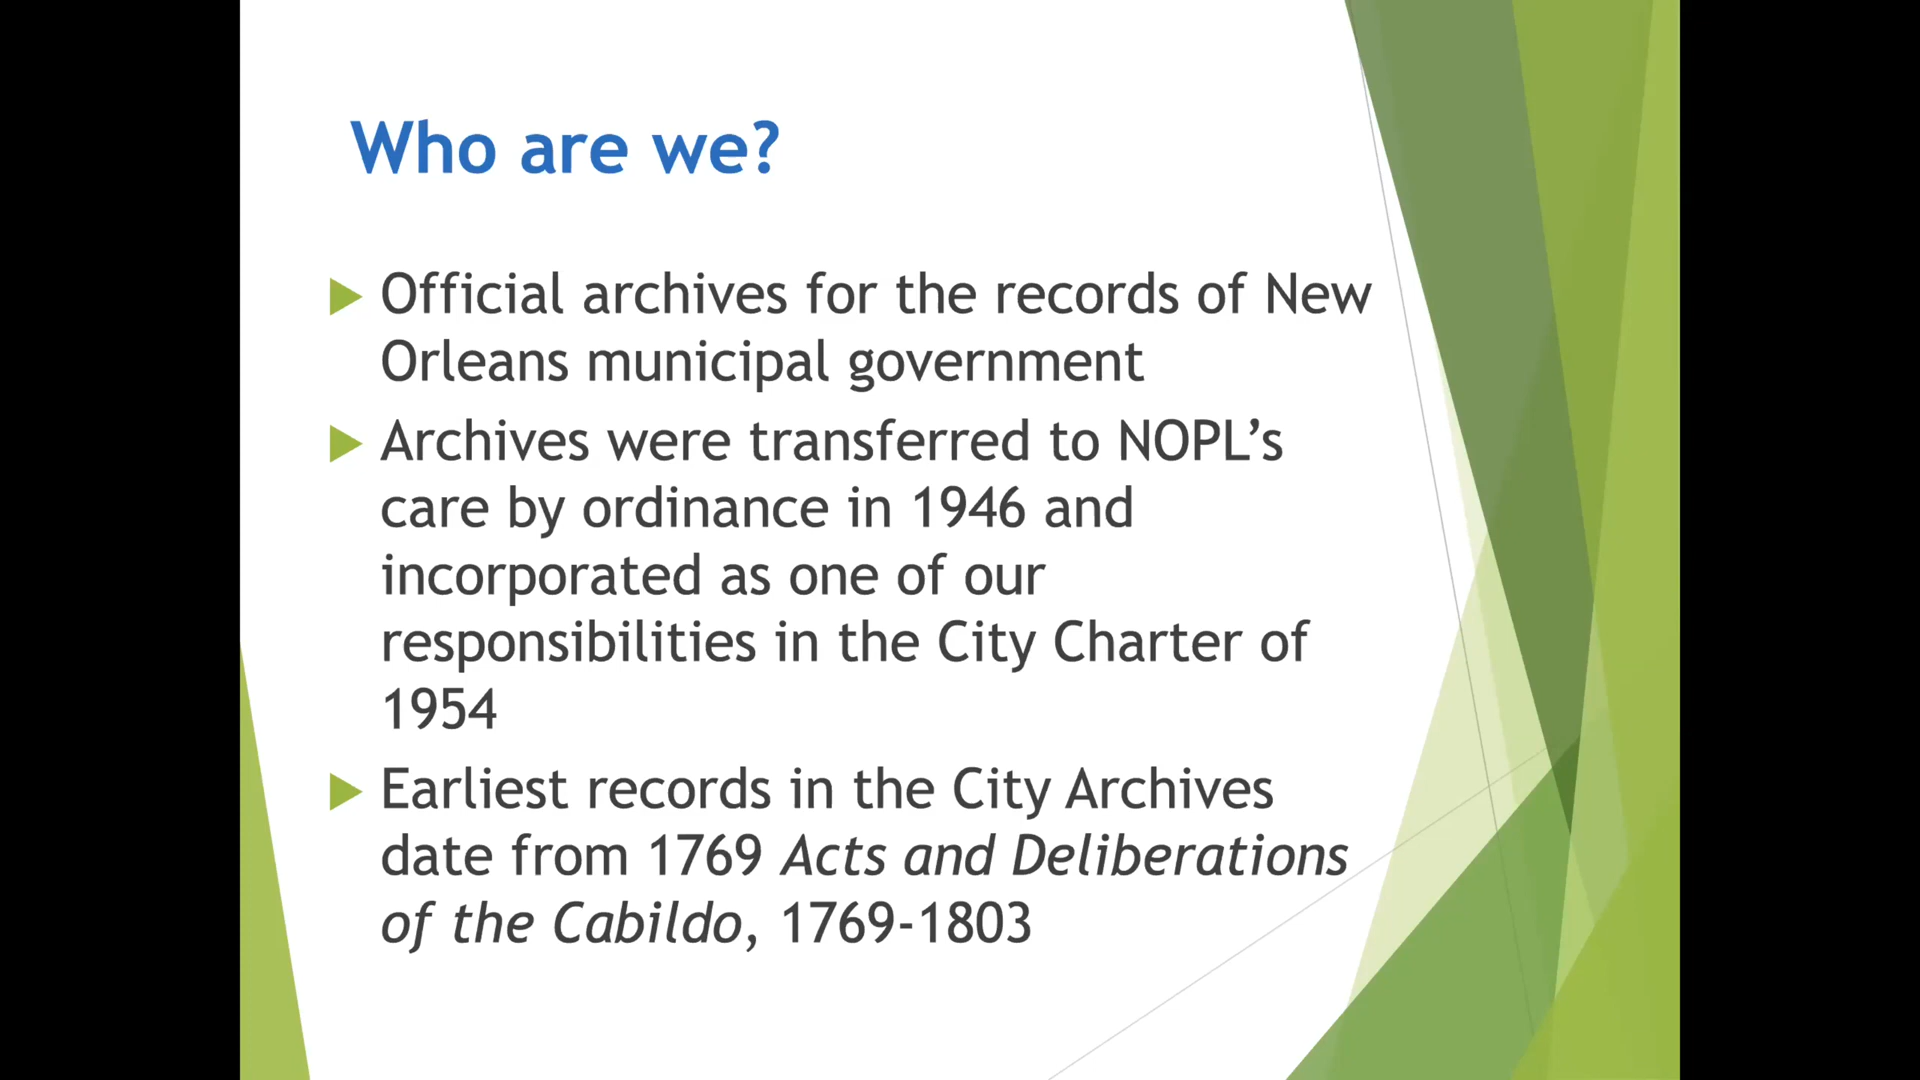 Who are we?
Official archives for the records of New
Orleans municipal government
Archives were transferred to NOPL’s
care by ordinance in 1946 and
incorporated as one of our
responsibilities in the City Charter of
1954
Earliest records in the City Archives
date from 1769 Acts and Deliberations
of the Cabildo, 1769-1803